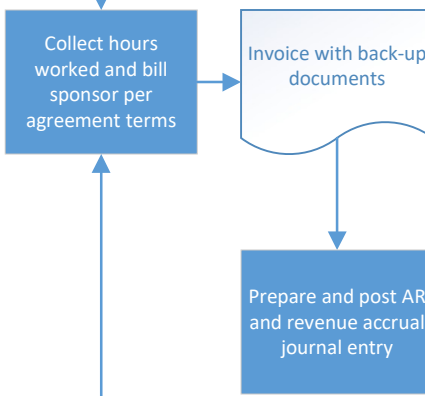 Collect hours
worked and bill
sponsor per
agreement terms
Invoice with back-up
documents
Prepare and post AR
and revenue accrual
journal entry